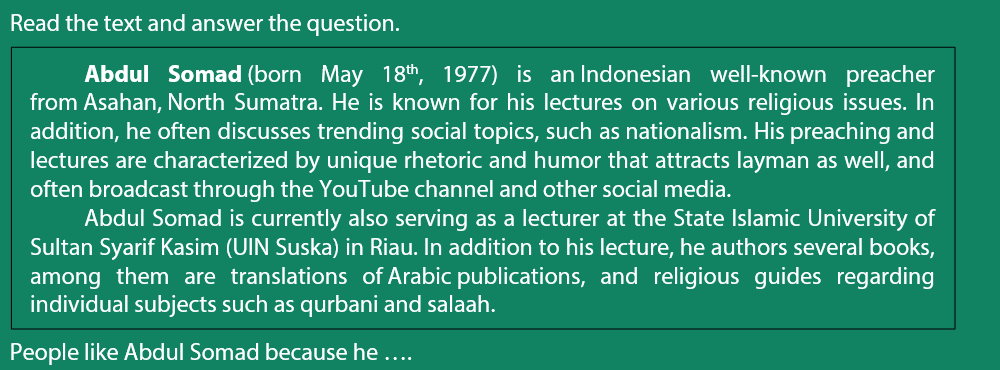 Read the text and answer the question.
Abdul Somad (born May 18th, 1977) is an Indonesian well-known preacher
from Asahan, North Sumatra. He is known for his lectures on various religious issues. In
addition, he often discusses trending social topics, such as nationalism. His preaching and
lectures are characterized by unique rhetoric and humor that attracts layman as well, and
often broadcast through the YouTube channel and other social media.
Abdul Somad is currently also serving as a lecturer at the State Islamic University of
Sultan Syarif Kasim (UIN Suska) in Riau. In addition to his lecture, he authors several books,
among them are translations of Arabic publications, and religious guides regarding
individual subjects such as qurbani and salaah.
People like Abdul Somad because he ….